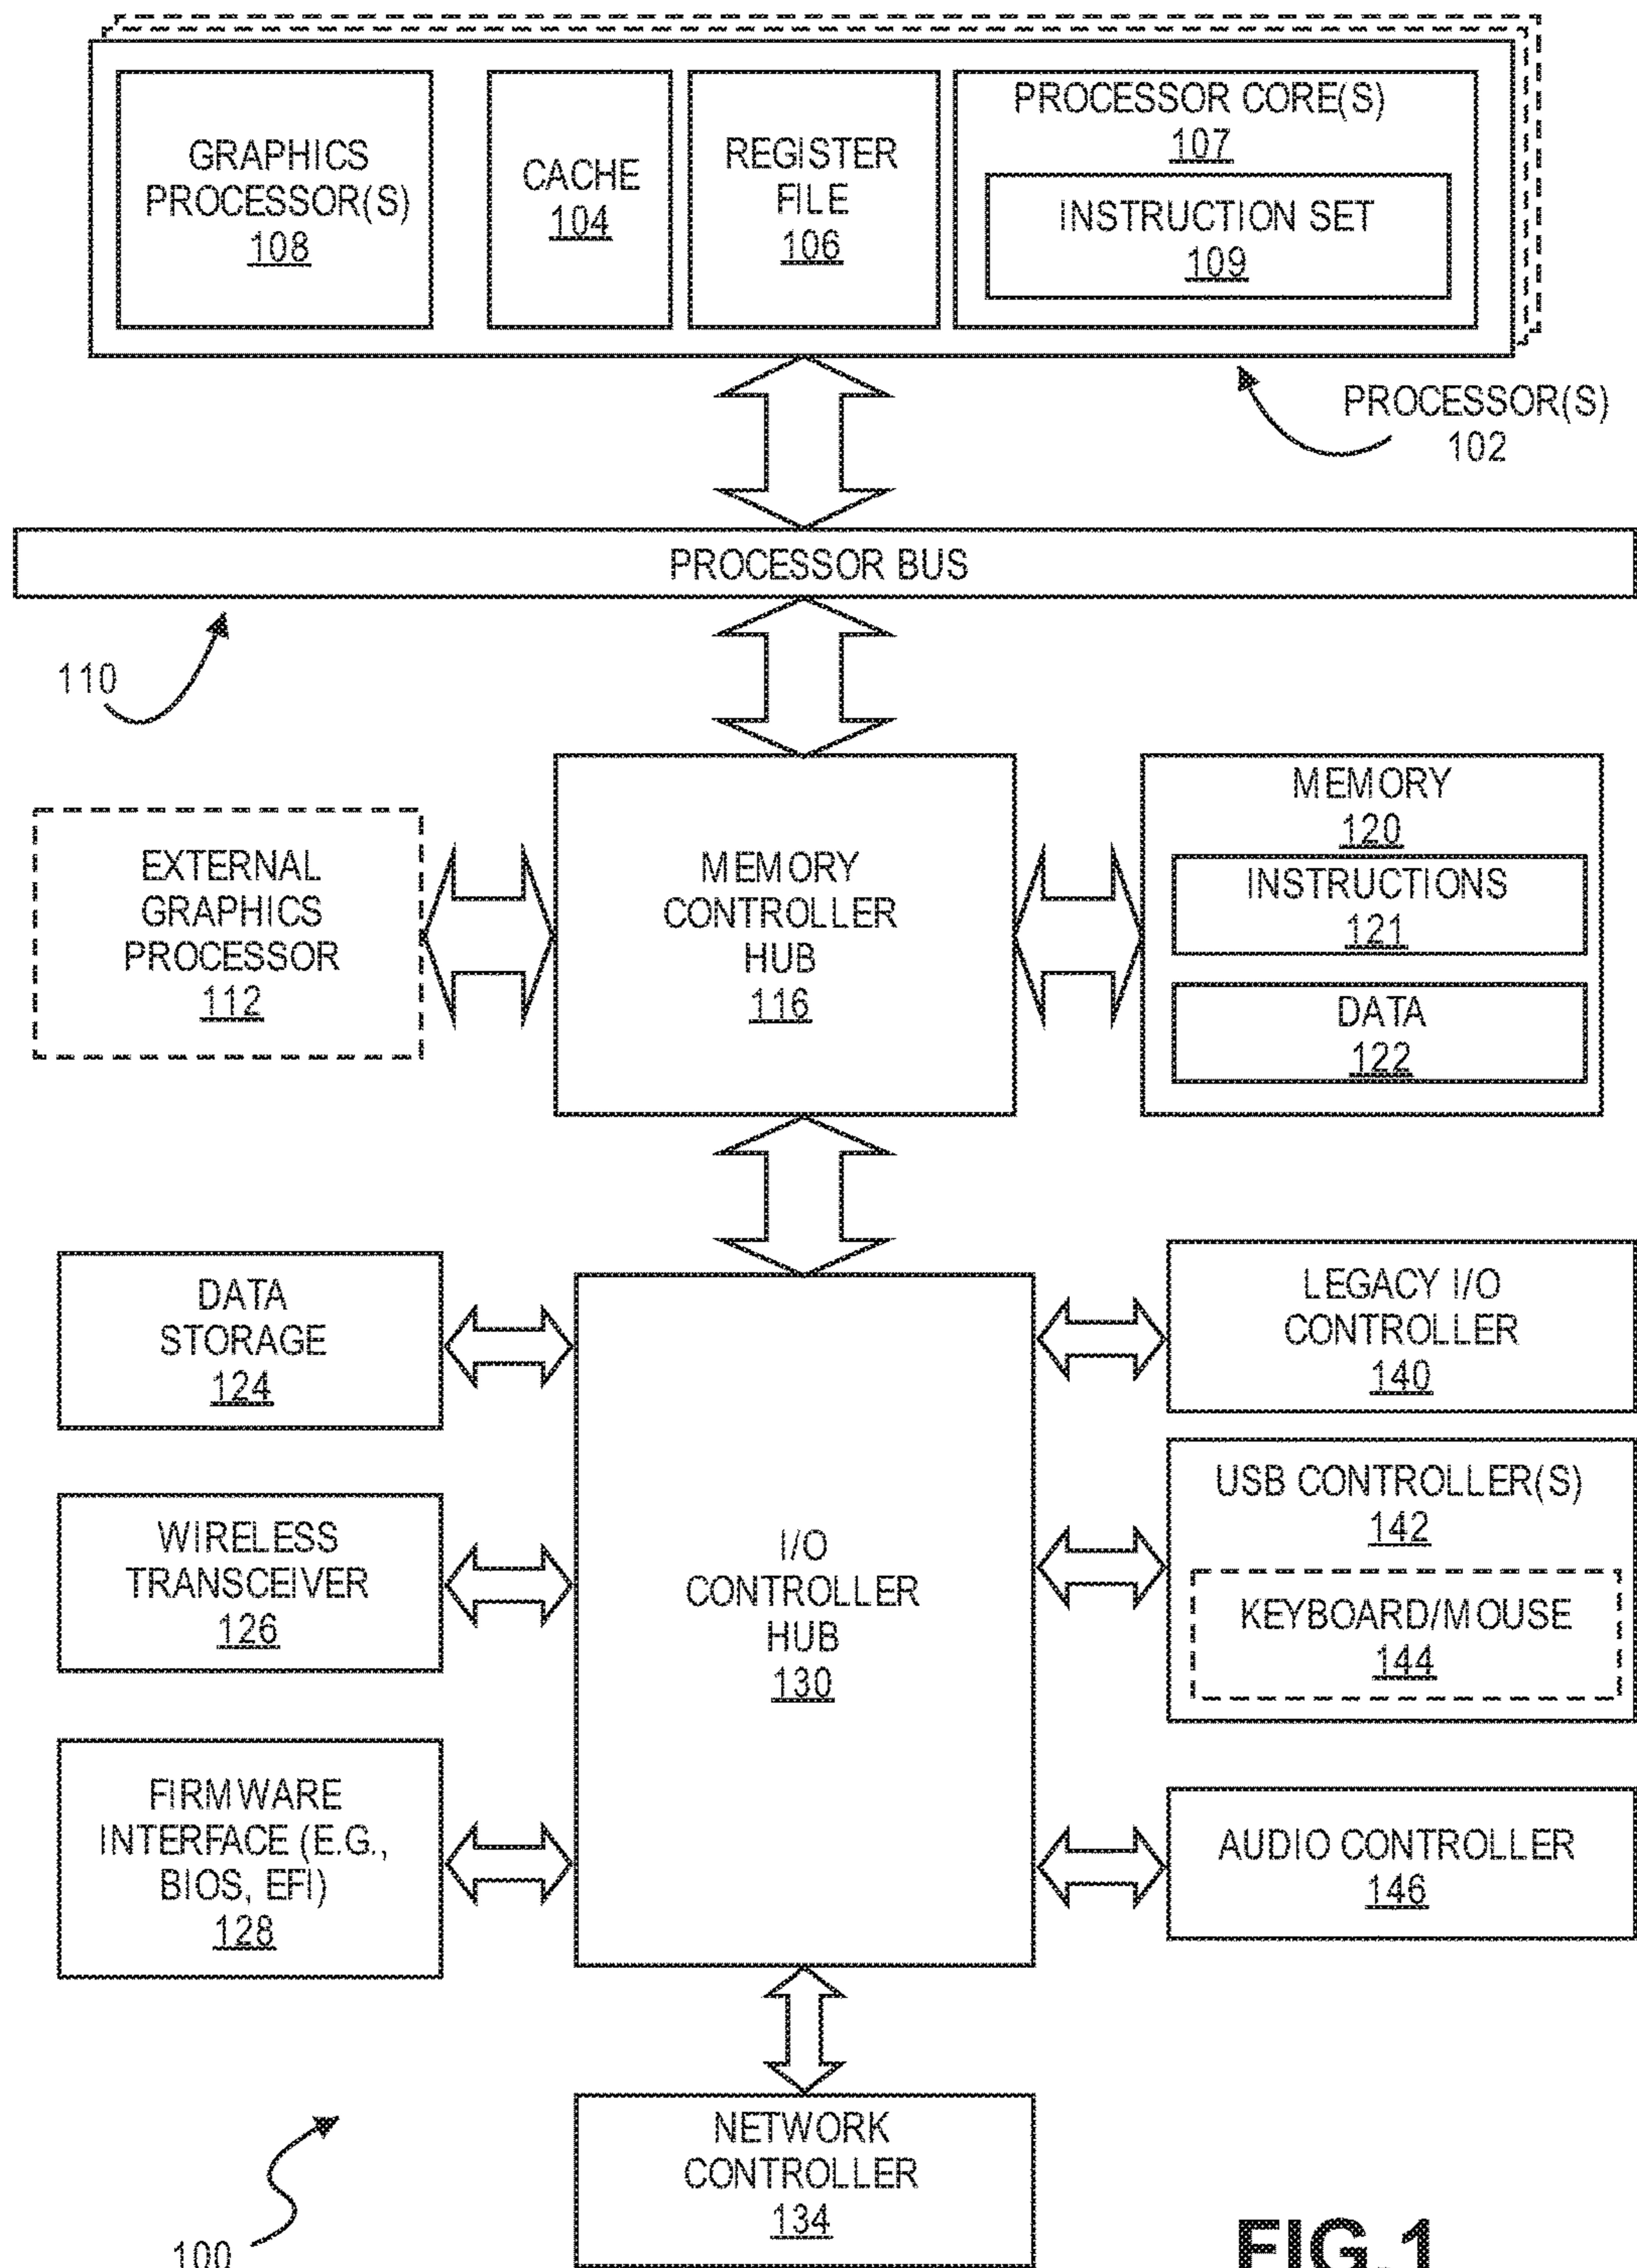 GRAPHICS
PROCESSOR(S)
108
CACHE
104
REGISTER
FILE
106
PROCESSOR CORE(S)
107
INSTRUCTION SET
109
PROCESSOR(S)
102
PROCESSOR BUS
110
EXTERNAL
GRAPHICS
PROCESSOR
112
MEMORY
CONTROLLER
HUB
116
MEMORY
120
INSTRUCTIONS
121
DATA
122
DATA
STORAGE
124
WIRELESS
TRANSCEIVER
126
FIRMWARE
INTERFACE (E.G.,
BIOS, EFI)
128
I/O
CONTROLLER
HUB
130
LEGACY I/O
CONTROLLER
140
USB CONTROLLER(S)
142
KEYBOARD/MOUSE
144
AUDIO CONTROLLER
146
NETWORK
CONTROLLER
134
100
FIG.1